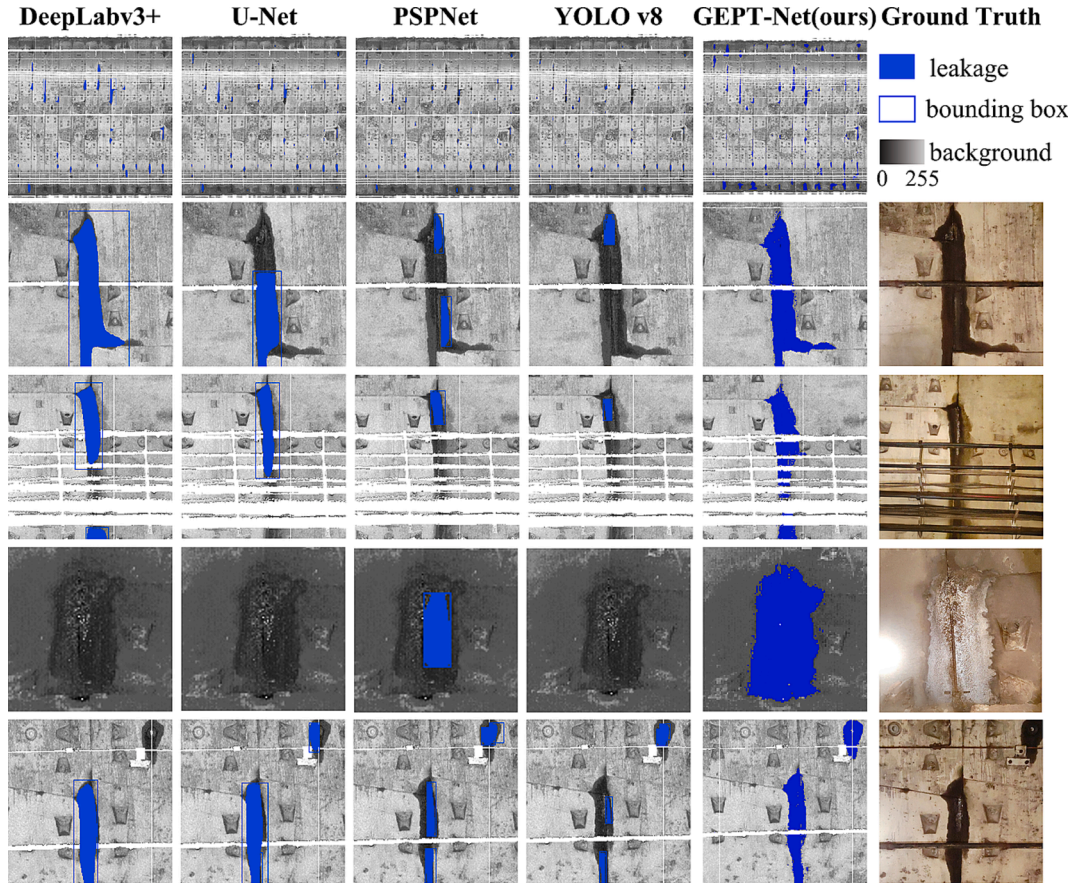 DeepLabv3+ U-Net PSPNet YOLO v8 GEPT-Net(ours) Ground Truth
leakage
bounding box
background
0 255